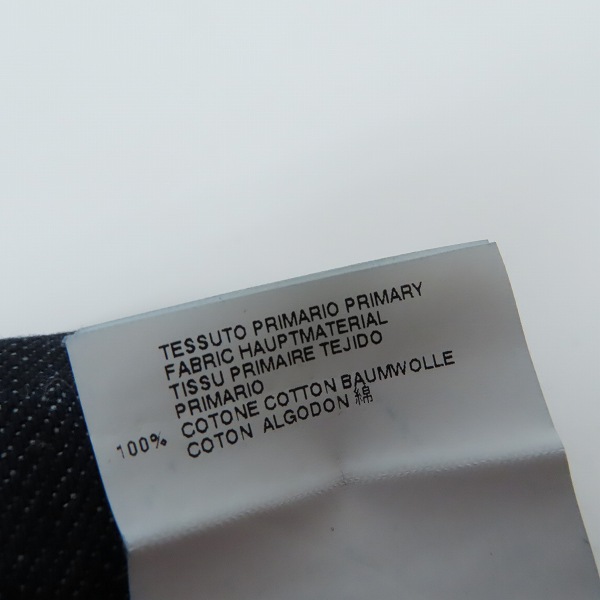 TESSUTO PRIMARIO PRIMARY
FABRIC HAUPTMATERIAL
TISSU PRIMAIRE TEJIDO
PRIMARIO
100% COTONE COTTON BAUMWOLLE
COTON ALGODON 綿